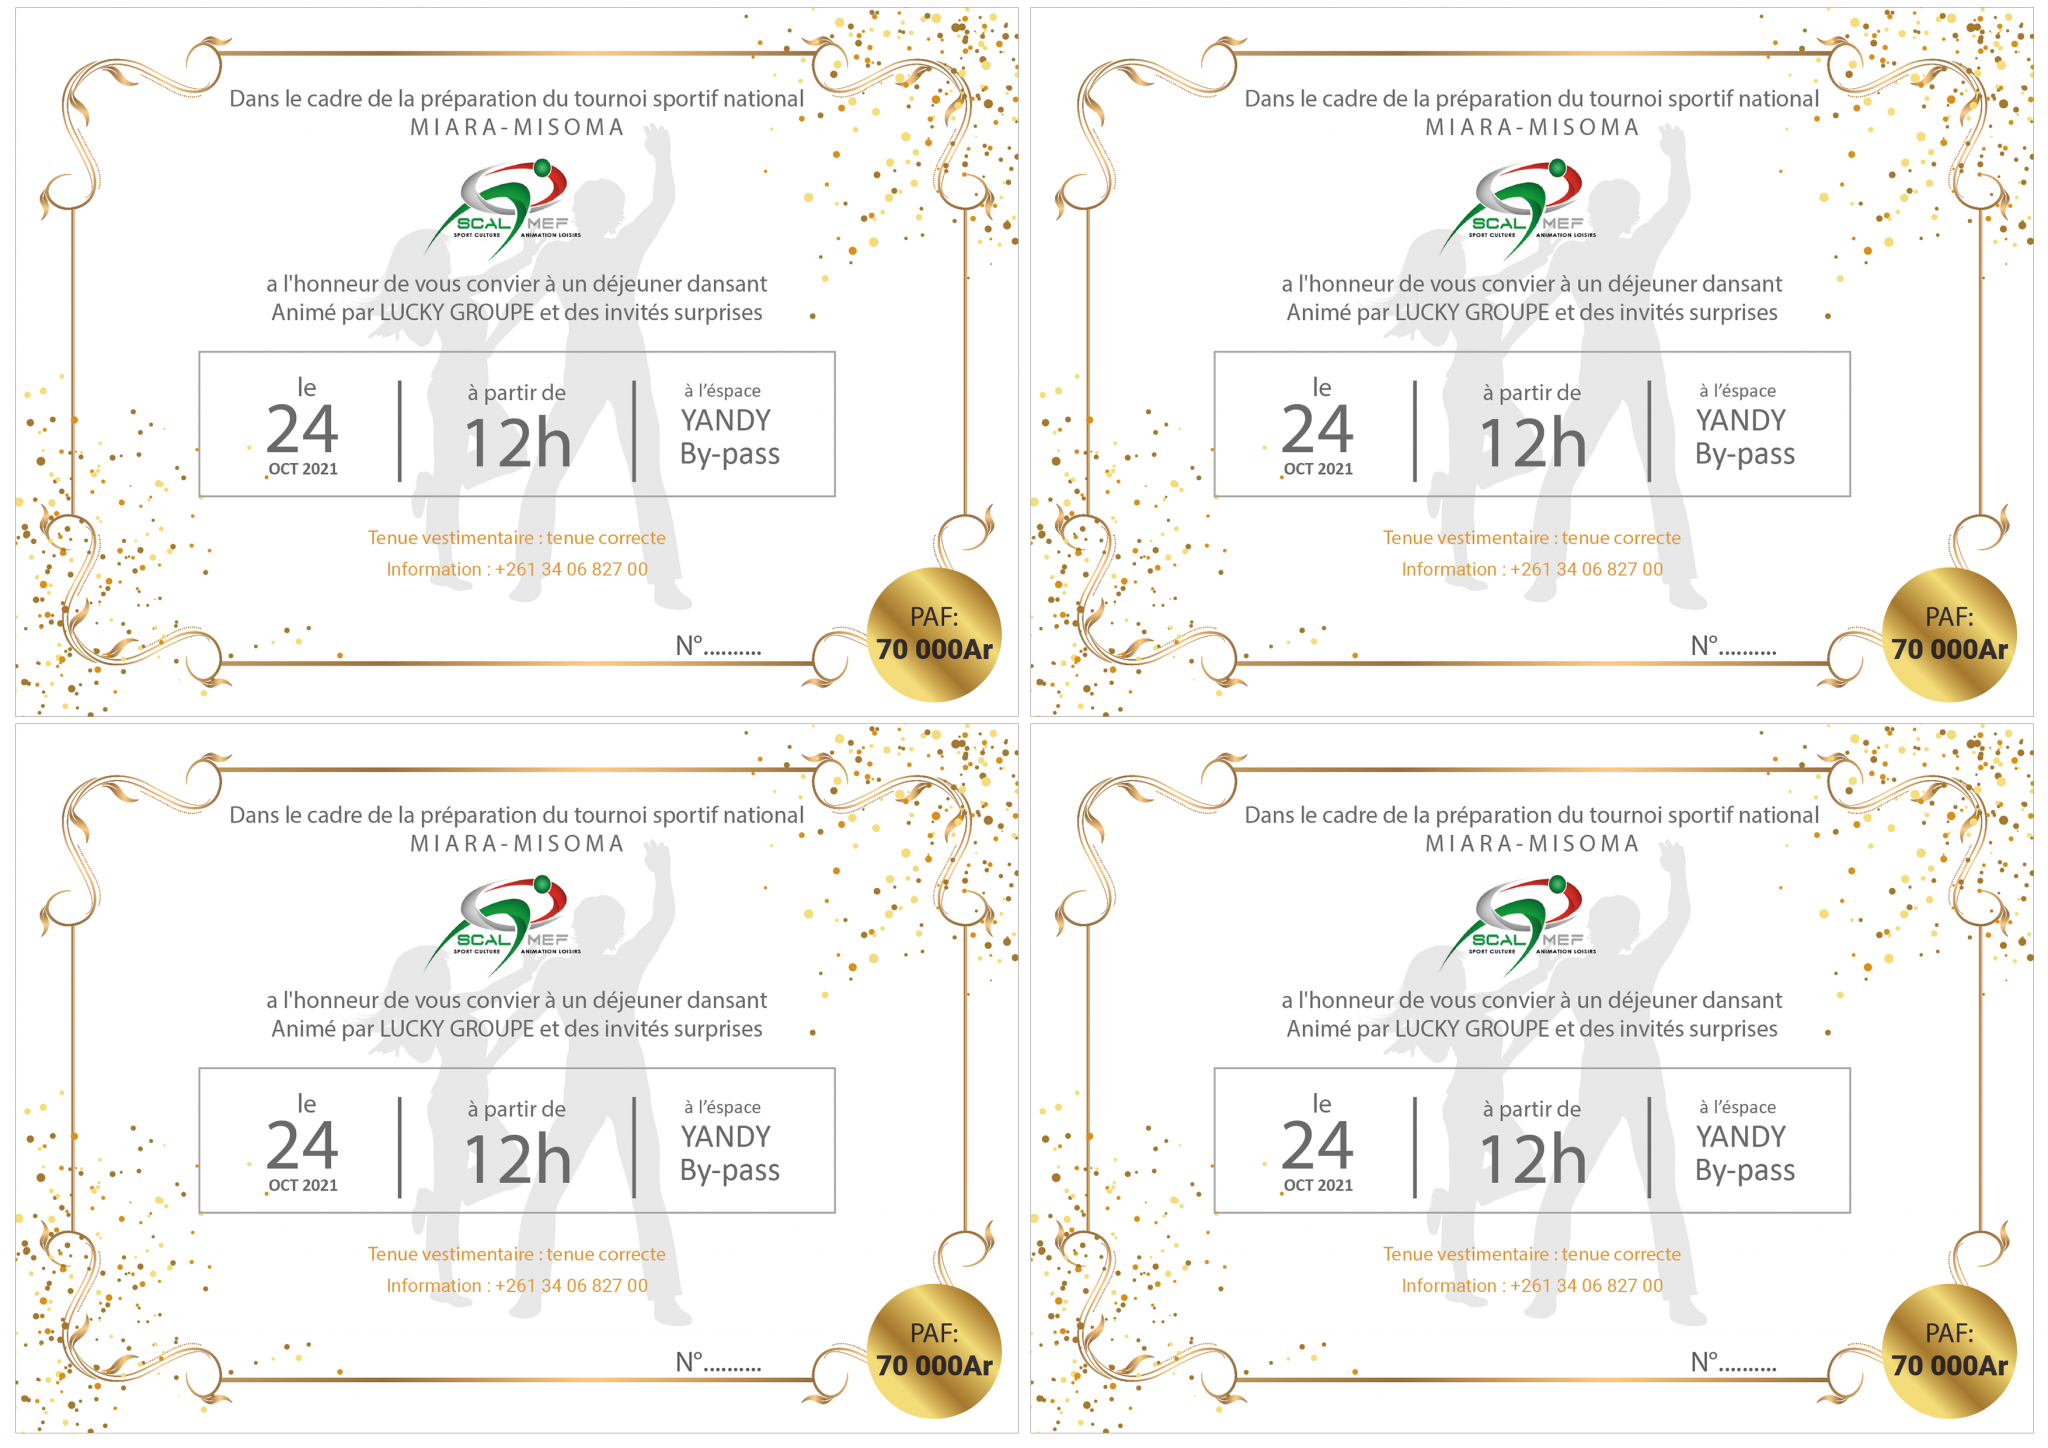 Dans le cadre de la préparation du tournoi sportif national
MIARA-MISOMA
SCAL MEF
SPORT CULTURE ANIMATION LOISIRS
a l'honneur de vous convier à un déjeuner dansant
Animé par LUCKY GROUPE et des invités surprises
le
24
OCT 2021
à partir de
12h
à l'éspace
YANDY
By-pass
Tenue vestimentaire : tenue correcte
Information : +261 34 06 827 00
N°..........
PAF:
70 000Ar
Dans le cadre de la préparation du tournoi sportif national
MIARA-MISOMA
SCAL MEF
SPORT CULTURE ANIMATION LOISIRS
a l'honneur de vous convier à un déjeuner dansant
Animé par LUCKY GROUPE et des invités surprises
le
24
OCT 2021
à partir de
12h
à l'éspace
YANDY
By-pass
Tenue vestimentaire : tenue correcte
Information : +261 34 06 827 00
N°..........
PAF:
70 000Ar
Dans le cadre de la préparation du tournoi sportif national
MIARA-MISOMA
SCAL MEF
SPORT CULTURE ANIMATION LOISIRS
a l'honneur de vous convier à un déjeuner dansant
Animé par LUCKY GROUPE et des invités surprises
le
24
OCT 2021
à partir de
12h
à l'éspace
YANDY
By-pass
Tenue vestimentaire : tenue correcte
Information : +261 34 06 827 00
N°..........
PAF:
70 000Ar
Dans le cadre de la préparation du tournoi sportif national
MIARA-MISOMA
SCAL MEF
SPORT CULTURE ANIMATION LOISIRS
a l'honneur de vous convier à un déjeuner dansant
Animé par LUCKY GROUPE et des invités surprises
le
24
OCT 2021
à partir de
12h
à l'éspace
YANDY
By-pass
Tenue vestimentaire : tenue correcte
Information : +261 34 06 827 00
N°..........
PAF:
70 000Ar